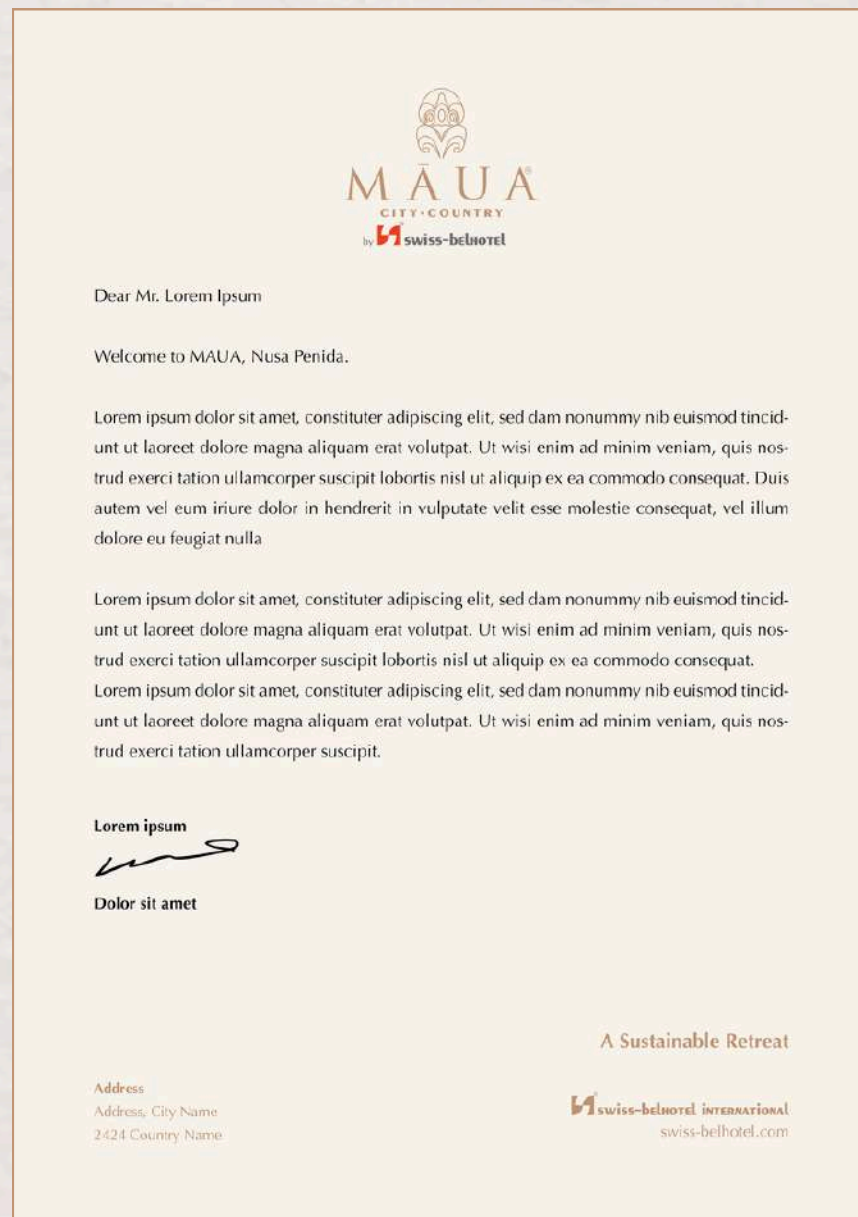 MĀUA®
CITY•COUNTRY
by swiss-belhotel
Dear Mr. Lorem Ipsum
Welcome to MAUA, Nusa Penida.
Lorem ipsum dolor sit amet, constituter adipiscing elit, sed dam nonummy nib euismod tincid-
unt ut laoreet dolore magna aliquam erat volutpat. Ut wisi enim ad minim veniam, quis nos-
trud exerci tation ullamcorper suscipit lobortis nisl ut aliquip ex ea commodo consequat. Duis
autem vel eum iriure dolor in hendrerit in vulputate velit esse molestie consequat, vel illum
dolore eu feugiat nulla
Lorem ipsum dolor sit amet, constituter adipiscing elit, sed dam nonummy nib euismod tincid-
unt ut laoreet dolore magna aliquam erat volutpat. Ut wisi enim ad minim veniam, quis nos-
trud exerci tation ullamcorper suscipit lobortis nisl ut aliquip ex ea commodo consequat.
Lorem ipsum dolor sit amet, constituter adipiscing elit, sed dam nonummy nib euismod tincid-
unt ut laoreet dolore magna aliquam erat volutpat. Ut wisi enim ad minim veniam, quis nos-
trud exerci tation ullamcorper suscipit.
Lorem ipsum
Dolor sit amet
A Sustainable Retreat
Address
Address, City Name
2424 Country Name
swiss-belhotel international
swiss-belhotel.com